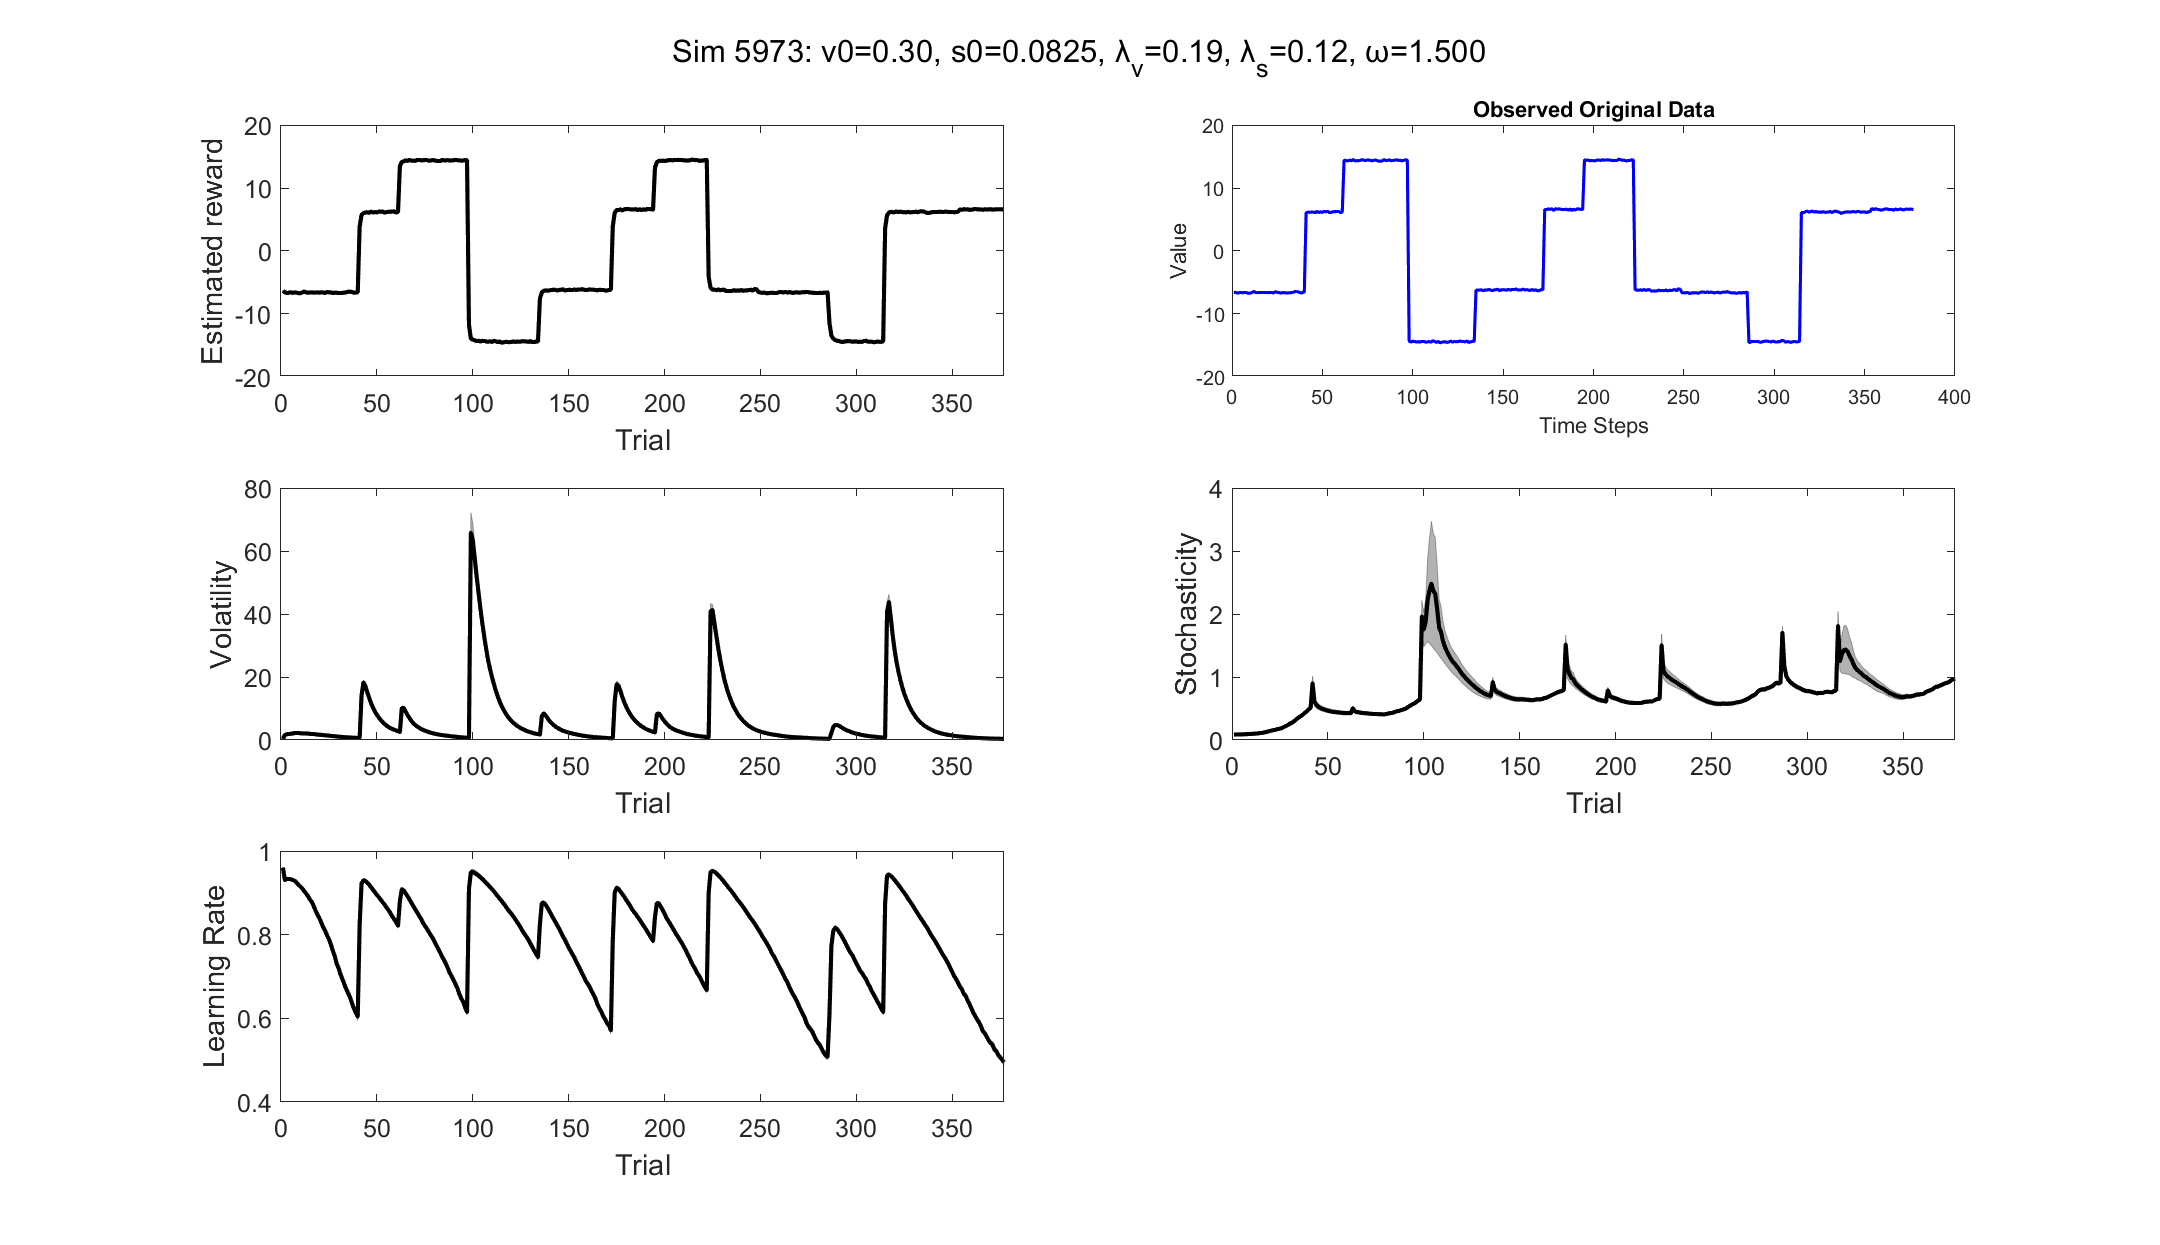 Sim 5973: v0=0.30, s0=0.0825, λv=0.19, λs=0.12, ω=1.500
Estimated reward
20
10
0
-10
-20
0 50 100 150 200 250 300 350
Trial
Observed Original Data
Value
20
10
0
-10
-20
0 50 100 150 200 250 300 350 400
Time Steps
Volatility
80
60
40
20
0
0 50 100 150 200 250 300 350
Trial
Stochasticity
4
3
2
1
0
0 50 100 150 200 250 300 350
Trial
Learning Rate
1
0.8
0.6
0.4
0 50 100 150 200 250 300 350
Trial